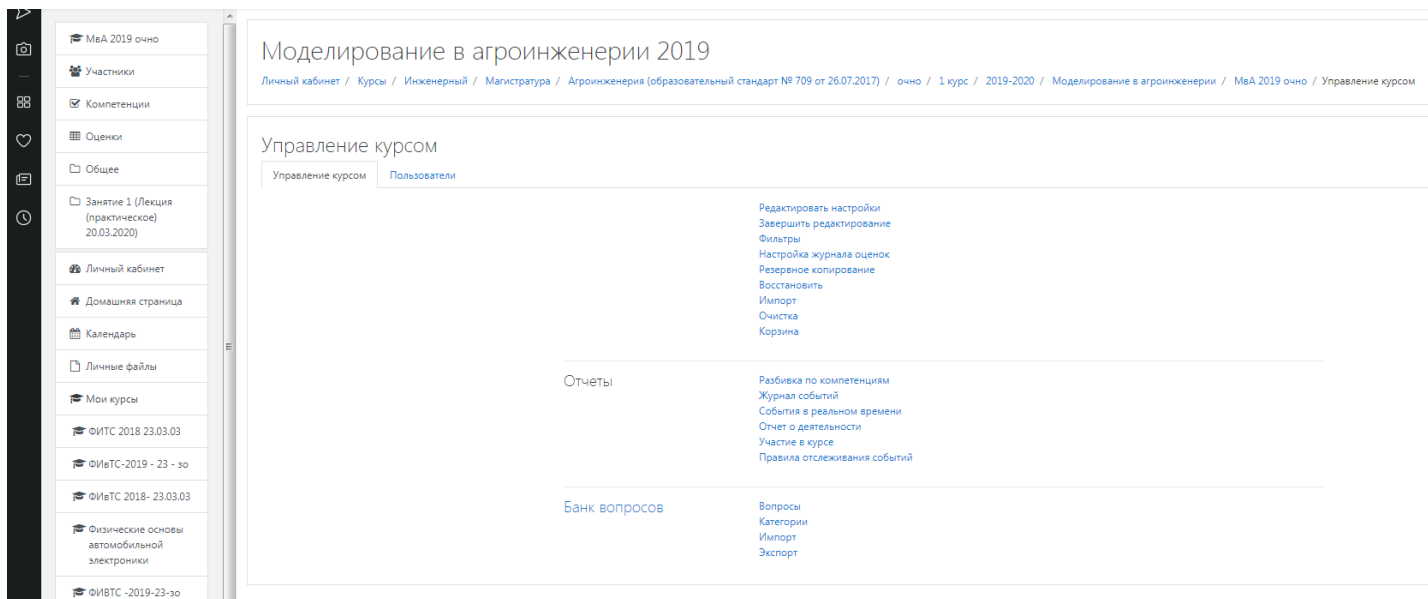 МвА 2019 очно
Участники
Компетенции
Оценки
Общее
Занятие 1 (Лекция
(практическое)
20.03.2020)
Личный кабинет
Домашняя страница
Календарь
Личные файлы
Мои курсы
ФИТС 2018 23.03.03
ФИвТС-2019 - 23 - зо
ФИвТС 2018- 23.03.03
Физические основы
автомобильной
электроники
ФИВТС -2019-23-зо
Моделирование в агроинженерии 2019
Личный кабинет / Курсы / Инженерный / Магистратура / Агроинженерия (образовательный стандарт № 709 от 26.07.2017) / очно / 1 курс / 2019-2020 / Моделирование в агроинженерии / МвА 2019 очно / Управление курсом
Управление курсом
Управление курсом Пользователи
Редактировать настройки
Завершить редактирование
Фильтры
Настройка журнала оценок
Резервное копирование
Восстановить
Импорт
Очистка
Корзина
Отчеты
Разбивка по компетенциям
Журнал событий
События в реальном времени
Отчет о деятельности
Участие в курсе
Правила отслеживания событий
Банк вопросов
Вопросы
Категории
Импорт
Экспорт